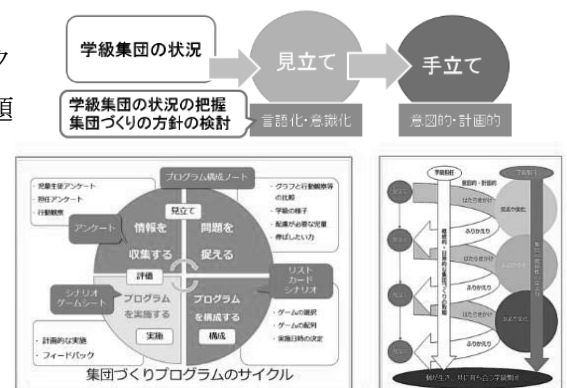 ク
題
学級集団の状況
見立て
手立て
学級集団の状況の把握
集団づくりの方針の検討
言語化・意識化
意図的・計画的
プログラム構成ノート
・児童生徒アンケート
・担任アンケート
・行動観察
・グラフと行動観察等
の比較
・学級の様子
・配慮が必要な児童
・伸ばしたい力
見立て
アンケート
情報を
収集する
問題を
捉える
評価
シナリオ
ゲームシート
リスト
カード
シナリオ
プログラム
を実施する
プログラム
を構成する
実施
構成
・計画的な実施
・フィードバック
・ゲームの選択
・ゲームの配列
・実施日時の決定
集団づくりプログラムのサイクル
学級担任
学級集団
意図的・計画的
はたらきかけ
ふりかえり
はたらきかけ
ふりかえり
はたらきかけ
ふりかえり